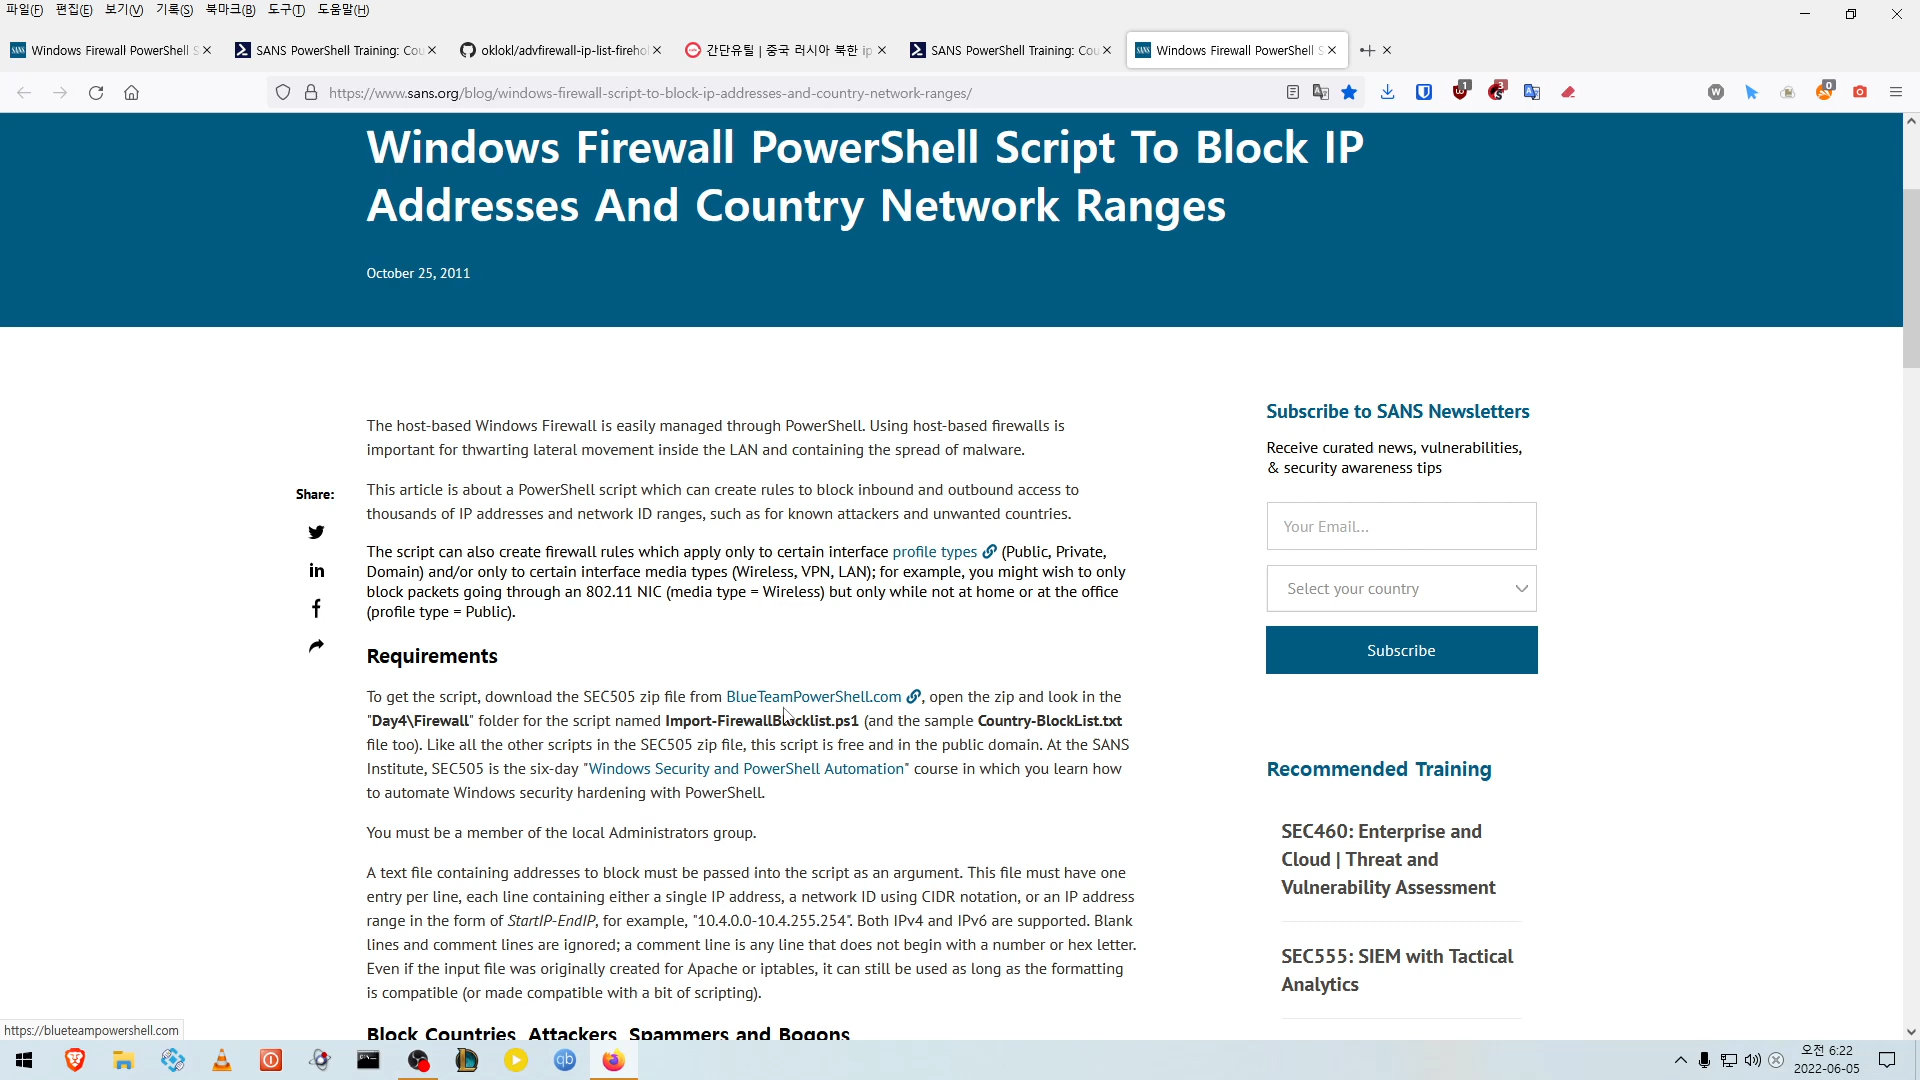 파일(F) 편집(E) 보기(V) 기록(S) 북마크(B) 도구(T) 도움말(H)
Windows Firewall PowerShell S
SANS PowerShell Training: Cou
oklokl/advfirewall-ip-list-firehol
간단유틸 | 중국 러시아 북한 ip
SANS PowerShell Training: Cou
Windows Firewall PowerShell S
https://www.sans.org/blog/windows-firewall-script-to-block-ip-addresses-and-country-network-ranges/
1
3
0
Windows Firewall PowerShell Script To Block IP
Addresses And Country Network Ranges
October 25, 2011
The host-based Windows Firewall is easily managed through PowerShell. Using host-based firewalls is
important for thwarting lateral movement inside the LAN and containing the spread of malware.
Share:
This article is about a PowerShell script which can create rules to block inbound and outbound access to
thousands of IP addresses and network ID ranges, such as for known attackers and unwanted countries.
The script can also create firewall rules which apply only to certain interface profile types (Public, Private,
Domain) and/or only to certain interface media types (Wireless, VPN, LAN); for example, you might wish to only
block packets going through an 802.11 NIC (media type = Wireless) but only while not at home or at the office
(profile type = Public).
Requirements
To get the script, download the SEC505 zip file from BlueTeamPowerShell.com , open the zip and look in the
"Day4\Firewall" folder for the script named Import-FirewallBlocklist.ps1 (and the sample Country-BlockList.txt
file too). Like all the other scripts in the SEC505 zip file, this script is free and in the public domain. At the SANS
Institute, SEC505 is the six-day "Windows Security and PowerShell Automation" course in which you learn how
to automate Windows security hardening with PowerShell.
You must be a member of the local Administrators group.
A text file containing addresses to block must be passed into the script as an argument. This file must have one
entry per line, each line containing either a single IP address, a network ID using CIDR notation, or an IP address
range in the form of StartIP-EndIP, for example, "10.4.0.0-10.4.255.254". Both IPv4 and IPv6 are supported. Blank
lines and comment lines are ignored; a comment line is any line that does not begin with a number or hex letter.
Even if the input file was originally created for Apache or iptables, it can still be used as long as the formatting
is compatible (or made compatible with a bit of scripting).
Block Countries, Attackers, Spammers and Bogons
Subscribe to SANS Newsletters
Receive curated news, vulnerabilities,
& security awareness tips
Your Email...
Select your country
Subscribe
Recommended Training
SEC460: Enterprise and
Cloud | Threat and
Vulnerability Assessment
SEC555: SIEM with Tactical
Analytics
https://blueteampowershell.com
qb
오전 6:22
2022-06-05